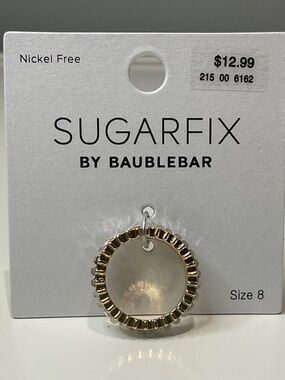 Nickel Free
$12.99
215 00 6162
SUGARFIX
BY BAUBLEBAR
Size 8